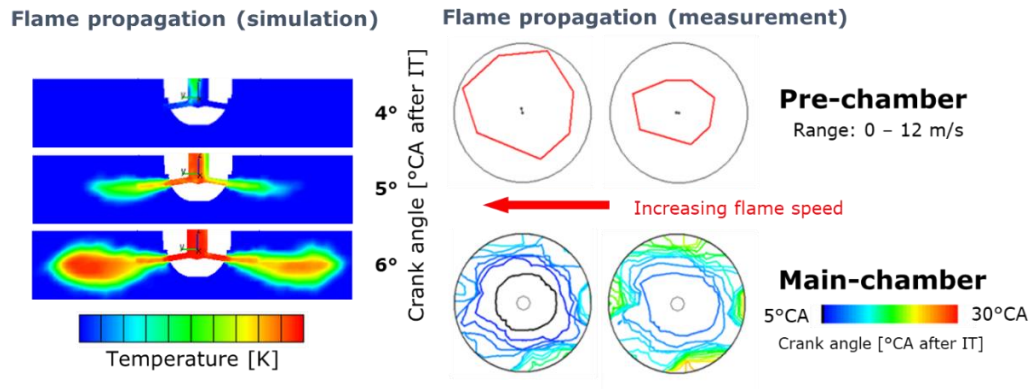 Flame propagation (simulation)
4°
5°
6°
Temperature [K]
Crank angle [°CA after IT]
Flame propagation (measurement)
Pre-chamber
Range: 0 – 12 m/s
Increasing flame speed
Main-chamber
5°CA 30°CA
Crank angle [°CA after IT]